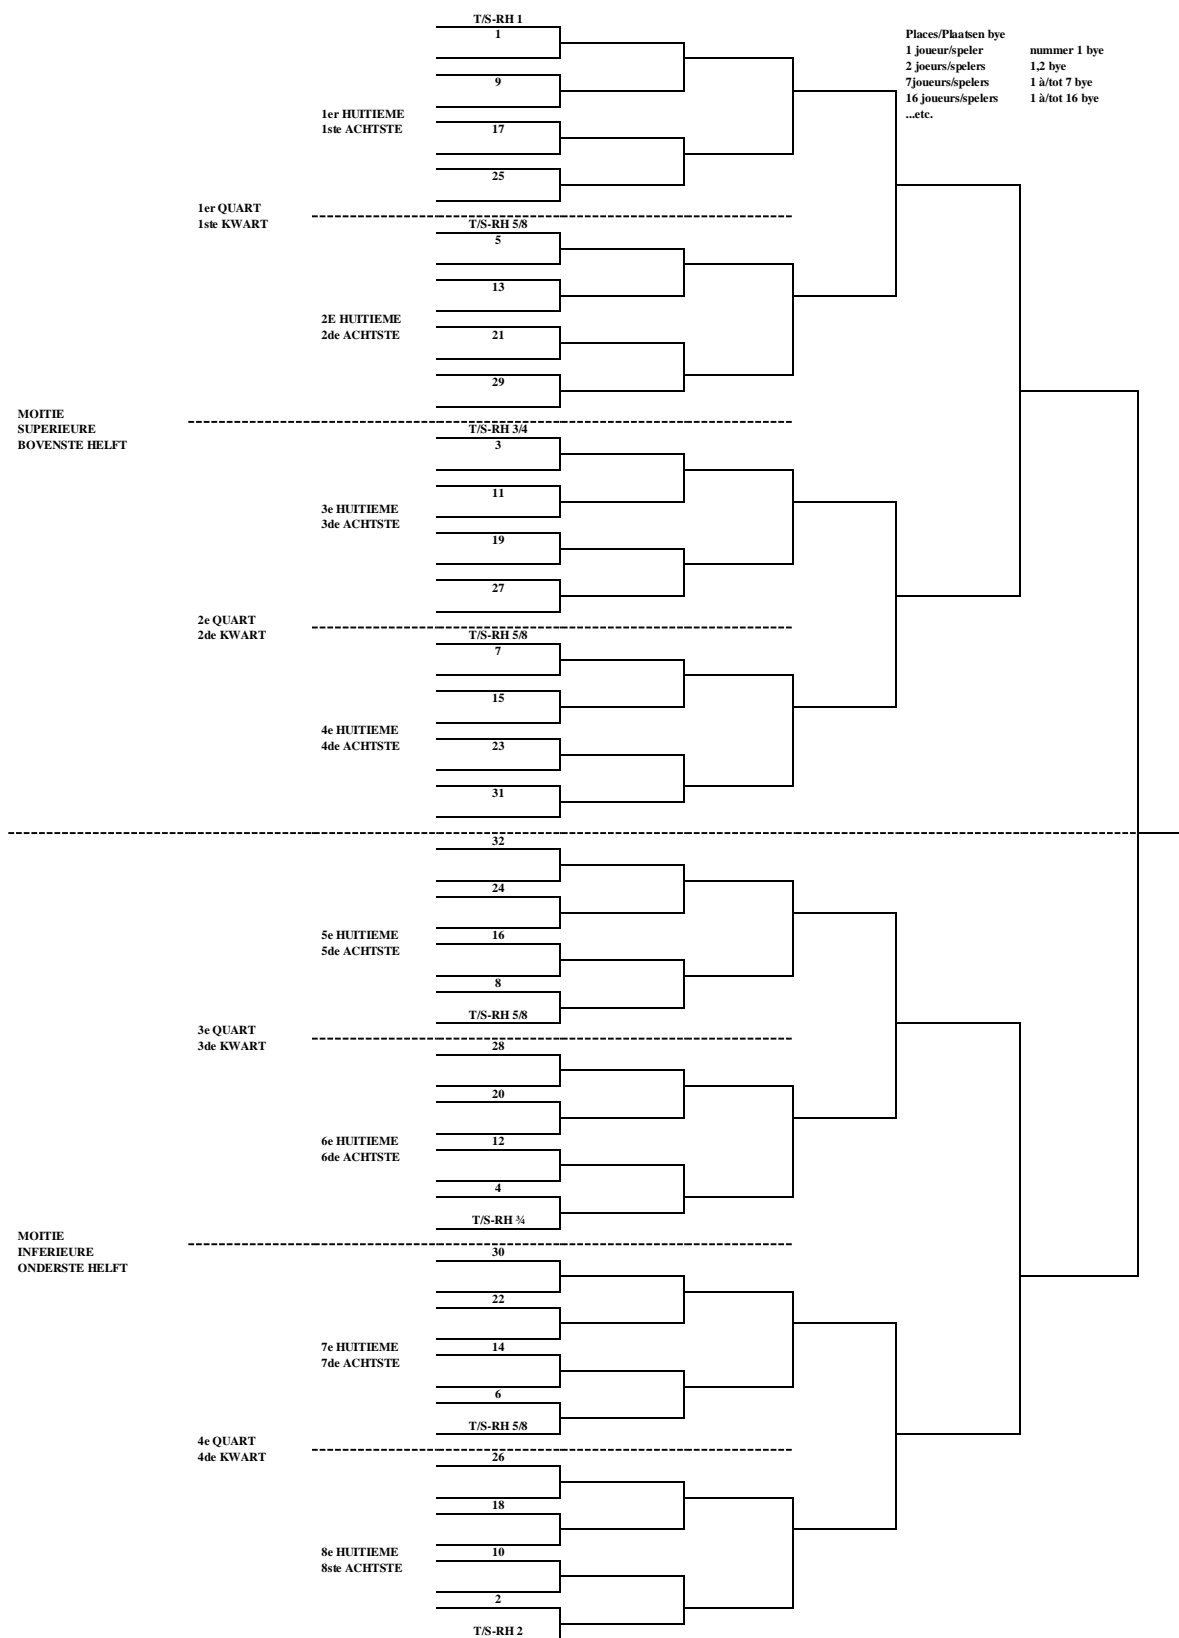 T/S-RH 1
1
Places/Plaatsen bye
1 joueur/speler nummer 1 bye
2 joeurs/spelers 1,2 bye
7joueurs/spelers 1 à/tot 7 bye
16 joueurs/spelers 1 à/tot 16 bye
...etc.
9
1er HUITIEME
1ste ACHTSTE
17
25
1er QUART
1ste KWART
T/S-RH 5/8
5
13
2E HUITIEME
2de ACHTSTE
21
29
MOITIE
SUPERIEURE
BOVENSTE HELFT
T/S-RH 3/4
3
11
3e HUITIEME
3de ACHTSTE
19
27
2e QUART
2de KWART
T/S-RH 5/8
7
15
4e HUITIEME
4de ACHTSTE
23
31
32
24
5e HUITIEME
5de ACHTSTE
16
8
T/S-RH 5/8
3e QUART
3de KWART
28
20
6e HUITIEME
6de ACHTSTE
12
4
T/S-RH ¾
MOITIE
INFERIEURE
ONDERSTE HELFT
30
22
7e HUITIEME
7de ACHTSTE
14
6
T/S-RH 5/8
4e QUART
4de KWART
26
18
8e HUITIEME
8ste ACHTSTE
10
2
T/S-RH 2